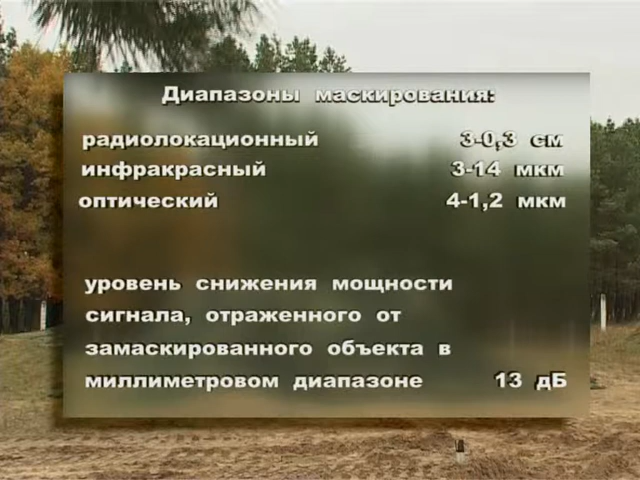 Диапазоны маскирования:
радиолокационный 3-0,3 см
инфракрасный 3-14 мкм
оптический 4-1,2 мкм
уровень снижения мощности
сигнала, отраженного от
замаскированного объекта в
миллиметровом диапазоне 13 дБ